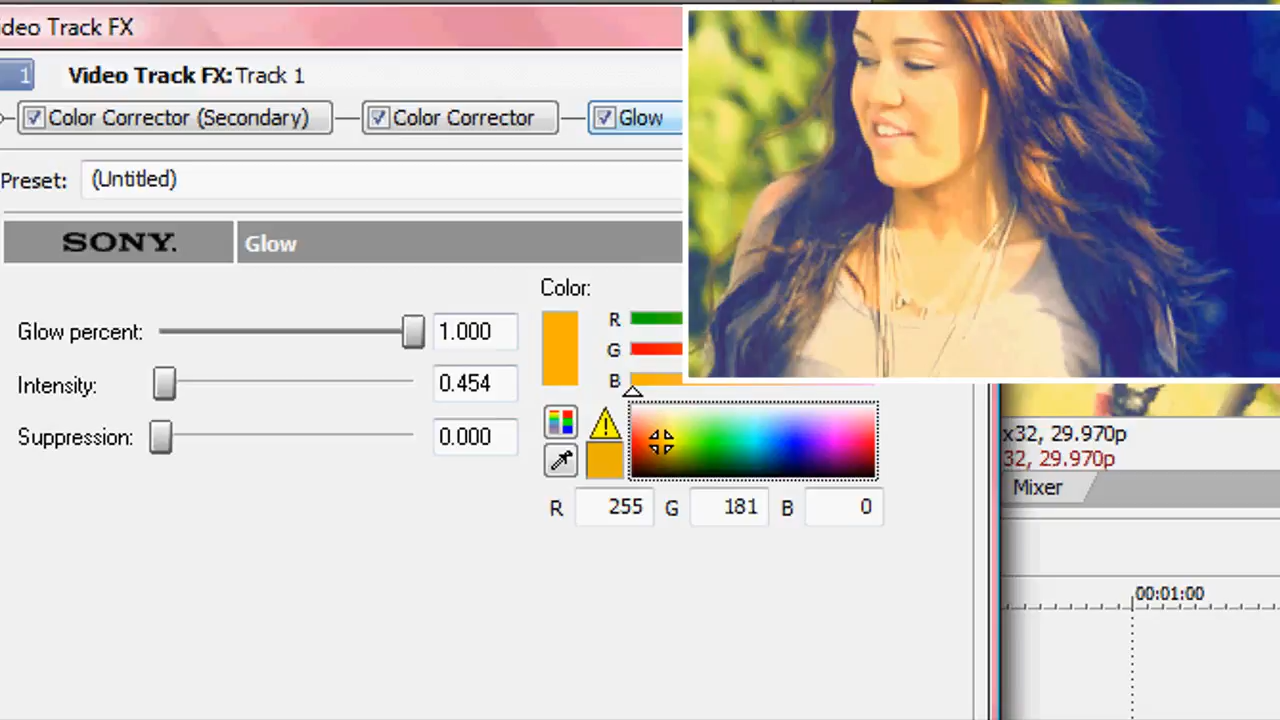 ideo Track FX
1 Video Track FX: Track 1
Color Corrector (Secondary) Color Corrector Glow
Preset: (Untitled)
SONY. Glow
Color:
Glow percent: 1.000 R
G
Intensity: 0.454 B
Suppression: 0.000
R 255 G 181 B 0
x32, 29.970p
32, 29.970p
Mixer
00:01:00